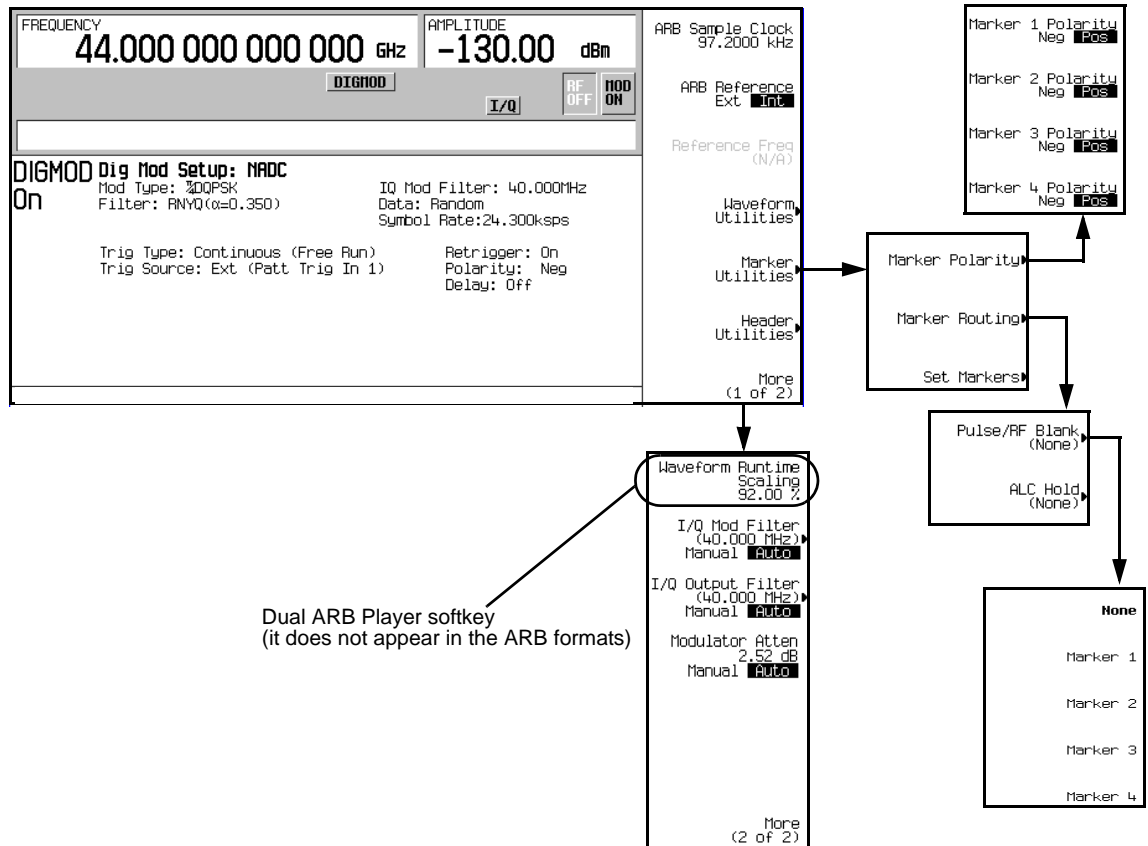 FREQUENCY
44.000 000 000 000 GHz
AMPLITUDE
-130.00 dBm
DIGMOD
I/Q
RF OFF
MOD ON
DIGMOD On
Dig Mod Setup: NADC
Mod Type: π/4DQPSK
Filter: RNYQ(α=0.350)
IQ Mod Filter: 40.000MHz
Data: Random
Symbol Rate:24.300ksps
Trig Type: Continuous (Free Run)
Trig Source: Ext (Patt Trig In 1)
Retrigger: On
Polarity: Neg
Delay: Off
ARB Sample Clock
97.2000 kHz
ARB Reference
Ext Int
Reference Freq
(N/A)
Waveform
Utilities
Marker
Utilities
Header
Utilities
More
(1 of 2)
Marker Polarity
Marker Routing
Set Markers
Marker 1 Polarity
Neg Pos
Marker 2 Polarity
Neg Pos
Marker 3 Polarity
Neg Pos
Marker 4 Polarity
Neg Pos
Pulse/RF Blank
(None)
ALC Hold
(None)
None
Marker 1
Marker 2
Marker 3
Marker 4
Waveform Runtime
Scaling
92.00 %
I/Q Mod Filter
(40.000 MHz)
Manual Auto
I/Q Output Filter
(40.000 MHz)
Manual Auto
Modulator Atten
2.52 dB
Manual Auto
More
(2 of 2)
Dual ARB Player softkey
(it does not appear in the ARB formats)